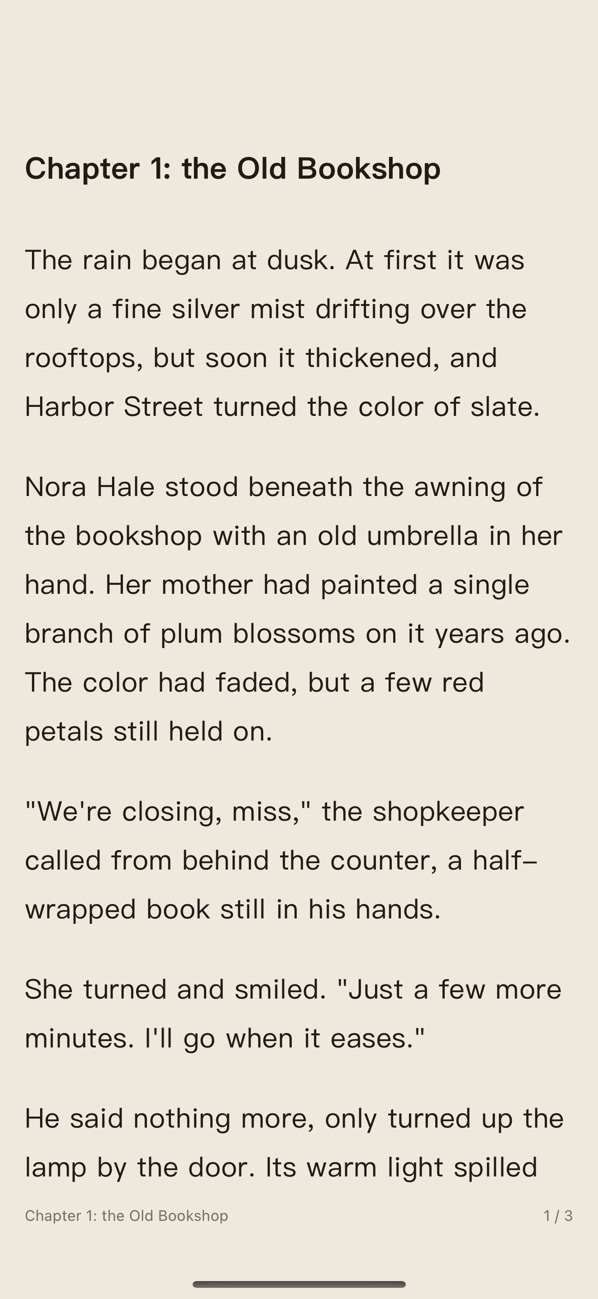 Chapter 1: the Old Bookshop
The rain began at dusk. At first it was
only a fine silver mist drifting over the
rooftops, but soon it thickened, and
Harbor Street turned the color of slate.
Nora Hale stood beneath the awning of
the bookshop with an old umbrella in her
hand. Her mother had painted a single
branch of plum blossoms on it years ago.
The color had faded, but a few red
petals still held on.
"We're closing, miss," the shopkeeper
called from behind the counter, a half-
wrapped book still in his hands.
She turned and smiled. "Just a few more
minutes. I'll go when it eases."
He said nothing more, only turned up the
lamp by the door. Its warm light spilled
Chapter 1: the Old Bookshop
1 / 3